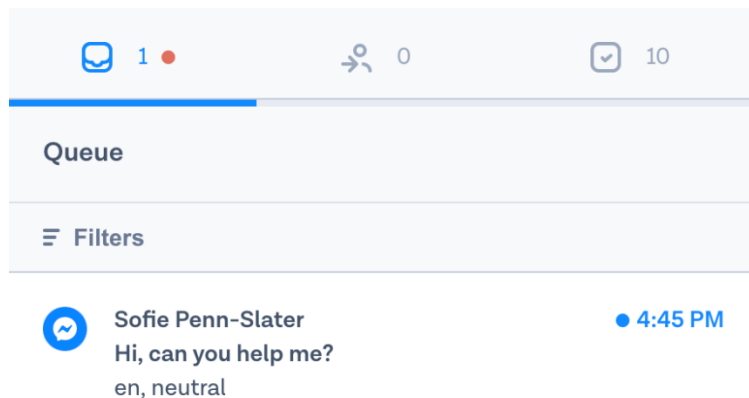 1
0
10
Queue
Filters
Sofie Penn-Slater
4:45 PM
Hi, can you help me?
en, neutral